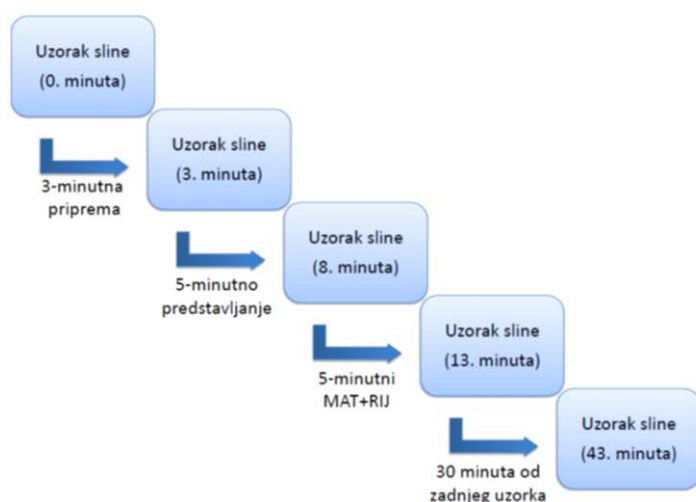 Uzorak sline
(0. minuta)
3-minutna
priprema
Uzorak sline
(3. minuta)
5-minutno
predstavljanje
Uzorak sline
(8. minuta)
5-minutni
MAT+RIJ
Uzorak sline
(13. minuta)
30 minuta od
zadnjeg uzorka
Uzorak sline
(43. minuta)